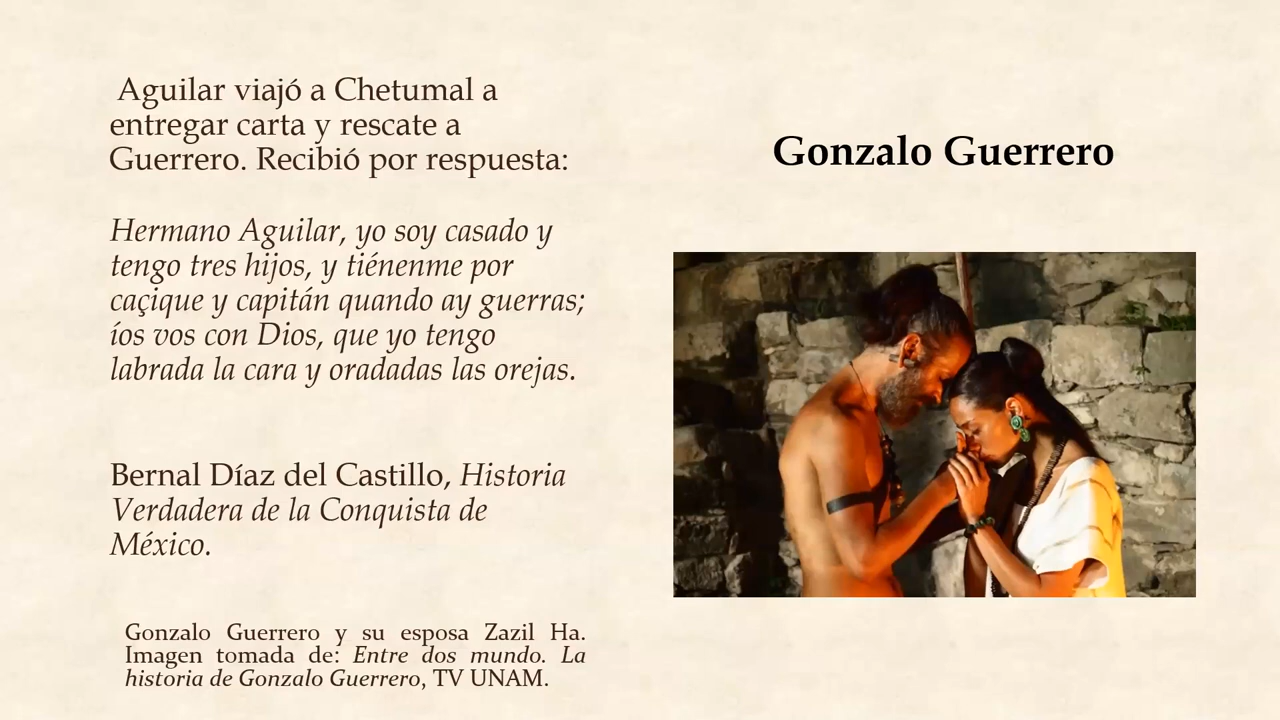 Aguilar viajó a Chetumal a
entregar carta y rescate a
Guerrero. Recibió por respuesta:
Hermano Aguilar, yo soy casado y
tengo tres hijos, y tiénenme por
caçique y capitán quando ay guerras;
íos vos con Dios, que yo tengo
labrada la cara y oradadas las orejas.
Bernal Díaz del Castillo, Historia
Verdadera de la Conquista de
México.
Gonzalo Guerrero y su esposa Zazil Ha.
Imagen tomada de: Entre dos mundo. La
historia de Gonzalo Guerrero, TV UNAM.
Gonzalo Guerrero